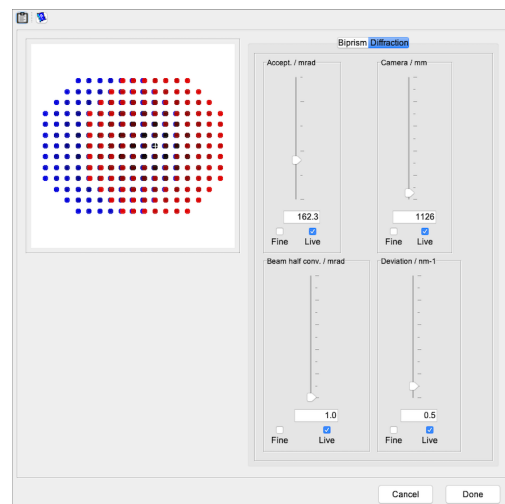 Biprism Diffraction
Accept. / mrad
Camera / mm
162.3
1126
Fine Live
Fine Live
Beam half conv. / mrad
Deviation / nm-1
1.0
0.5
Fine Live
Fine Live
Cancel
Done